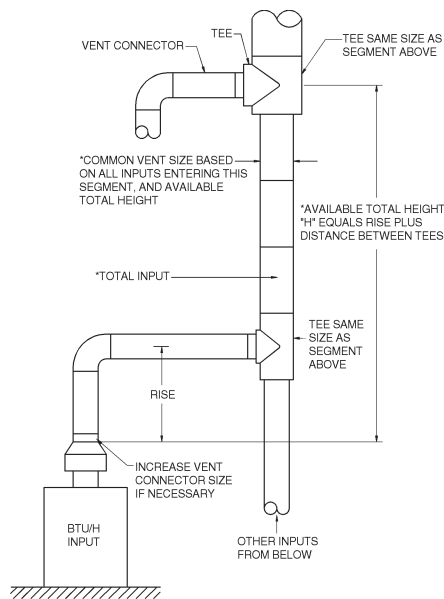 TEE
VENT CONNECTOR
TEE SAME SIZE AS
SEGMENT ABOVE
*COMMON VENT SIZE BASED
ON ALL INPUTS ENTERING THIS
SEGMENT, AND AVAILABLE
TOTAL HEIGHT
*AVAILABLE TOTAL HEIGHT
"H" EQUALS RISE PLUS
DISTANCE BETWEEN TEES
*TOTAL INPUT
TEE SAME
SIZE AS
SEGMENT
ABOVE
RISE
INCREASE VENT
CONNECTOR SIZE
IF NECESSARY
BTU/H
INPUT
OTHER INPUTS
FROM BELOW